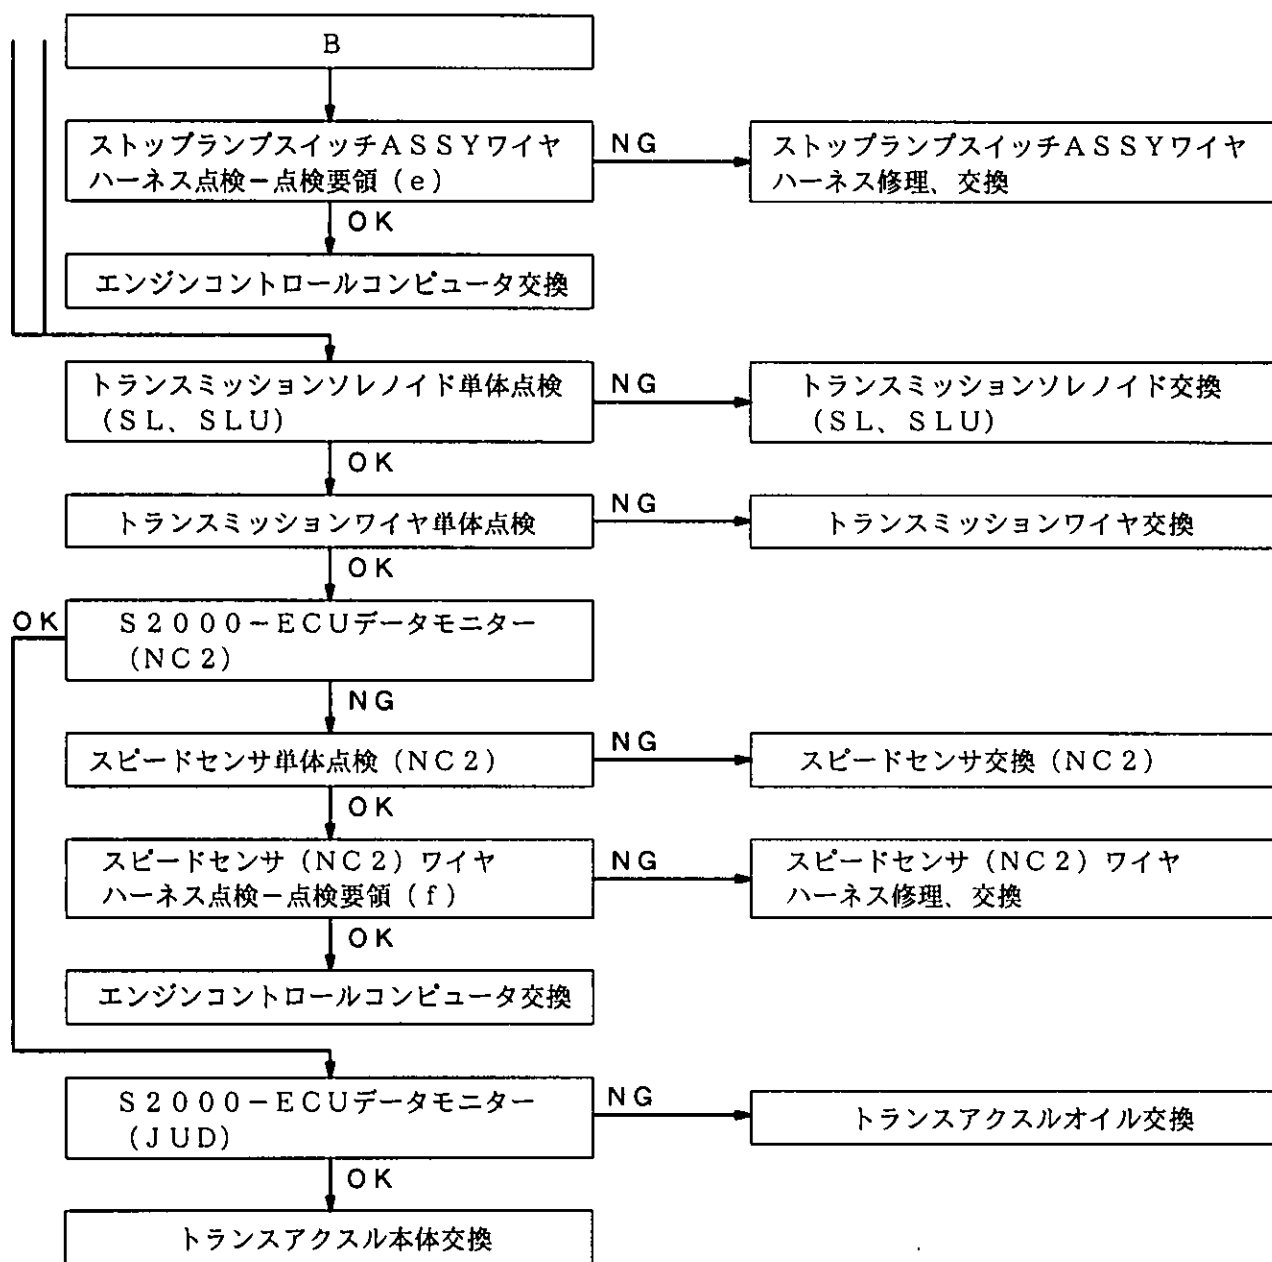 B
ストップランプスイッチASSYワイヤ
ハーネス点検−点検要領(e)
NG
ストップランプスイッチASSYワイヤ
ハーネス修理、交換
OK
エンジンコントロールコンピュータ交換
トランスミッションソレノイド単体点検
(SL、SLU)
NG
トランスミッションソレノイド交換
(SL、SLU)
OK
トランスミッションワイヤ単体点検
NG
トランスミッションワイヤ交換
OK
OK
S2000−ECUデータモニター
(NC2)
NG
スピードセンサ単体点検(NC2)
NG
スピードセンサ交換(NC2)
OK
スピードセンサ(NC2)ワイヤ
ハーネス点検−点検要領(f)
NG
スピードセンサ(NC2)ワイヤ
ハーネス修理、交換
OK
エンジンコントロールコンピュータ交換
S2000−ECUデータモニター
(JUD)
NG
トランスアクスルオイル交換
OK
トランスアクスル本体交換